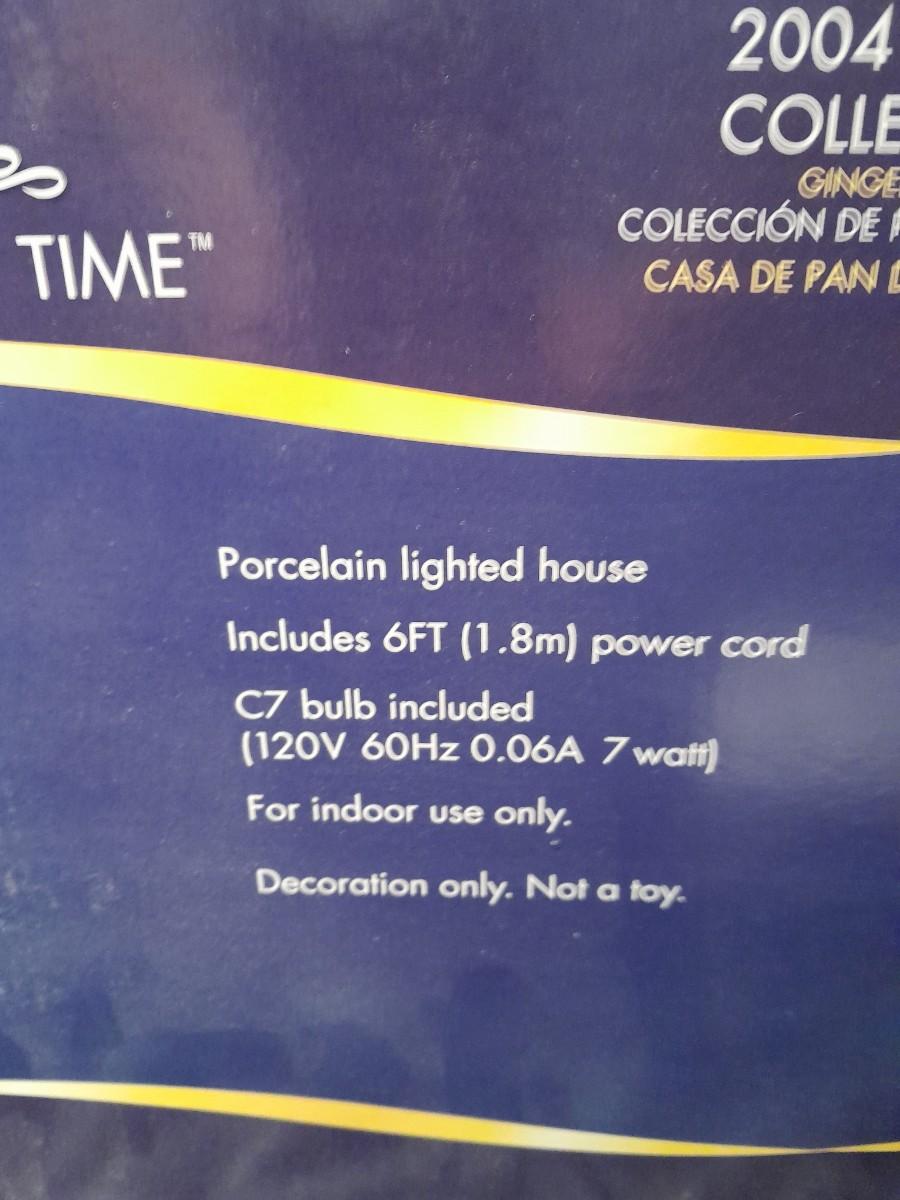 2004
COLLE
GINGE
COLECCIÓN DE
CASA DE PAN
TIME™
Porcelain lighted house
Includes 6FT (1.8m) power cord
C7 bulb included
(120V 60Hz 0.06A 7 watt)
For indoor use only.
Decoration only. Not a toy.